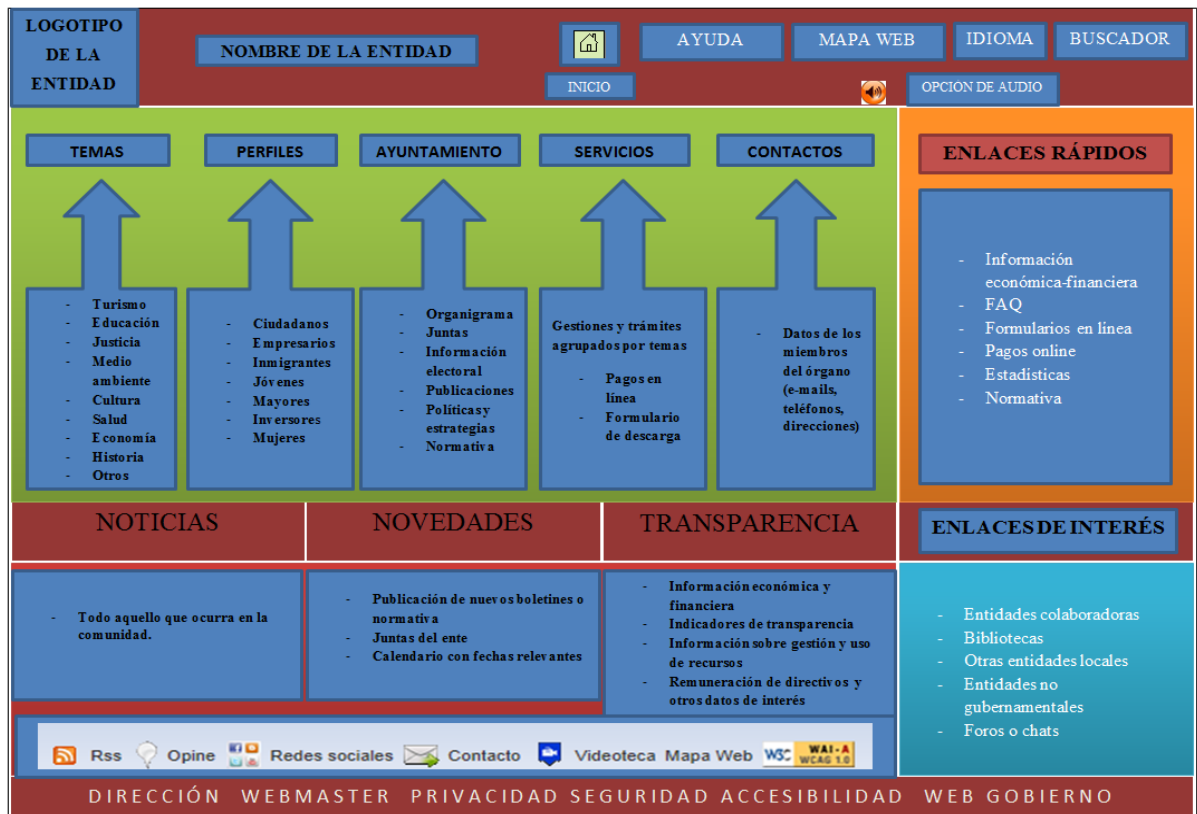 LOGOTIPO
DE LA
ENTIDAD
NOMBRE DE LA ENTIDAD
AYUDA
MAPA WEB
IDIOMA
BUSCADOR
INICIO
OPCIÓN DE AUDIO
TEMAS
PERFILES
AYUNTAMIENTO
SERVICIOS
CONTACTOS
- Turismo
- Educación
- Justicia
- Medio
ambiente
- Cultura
- Salud
- Economía
- Historia
- Otros
- Ciudadanos
- Empresarios
- Inmigrantes
- Jóvenes
- Mayores
- Inversores
- Mujeres
- Organigrama
- Juntas
- Información
electoral
- Publicaciones
- Políticas y
estrategias
- Normativa
Gestiones y trámites
agrupados por temas
- Pagos en
línea
- Formulario
de descarga
- Datos de los
miembros
del órgano
(e-mails,
teléfonos,
direcciones)
ENLACES RÁPIDOS
- Información
económica-financiera
- FAQ
- Formularios en línea
- Pagos online
- Estadísticas
- Normativa
NOTICIAS
NOVEDADES
TRANSPARENCIA
ENLACES DE INTERÉS
- Todo aquello que ocurra en la
comunidad.
- Publicación de nuevos boletines o
normativa
- Juntas del ente
- Calendario con fechas relevantes
- Información económica y
financiera
- Indicadores de transparencia
- Información sobre gestión y uso
de recursos
- Remuneración de directivos y
otros datos de interés
- Entidades colaboradoras
- Bibliotecas
- Otras entidades locales
- Entidades no
gubernamentales
- Foros o chats
Rss Opine Redes sociales Contacto Videoteca Mapa Web W3C WAI-A
WCAG 1.0
DIRECCIÓN WEBMASTER PRIVACIDAD SEGURIDAD ACCESIBILIDAD WEB GOBIERNO